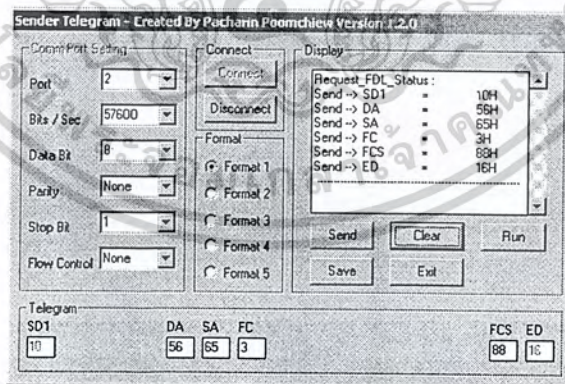 Sender Telegram - Created By Pacharin Poomchiew Version 1.2.0
Comm Port Setting
Port 2
Bits / Sec 57600
Data Bit 8
Parity None
Stop Bit 1
Flow Control None
Connect
Connect
Disconnect
Format
Format 1
Format 2
Format 3
Format 4
Format 5
Display
Request_FDL_Status :
Send --> SD1 = 10H
Send --> DA = 56H
Send --> SA = 65H
Send --> FC = 3H
Send --> FCS = 88H
Send --> ED = 16H
Send Clear Run
Save Exit
Telegram
SD1 DA SA FC FCS ED
10 56 65 3 88 16